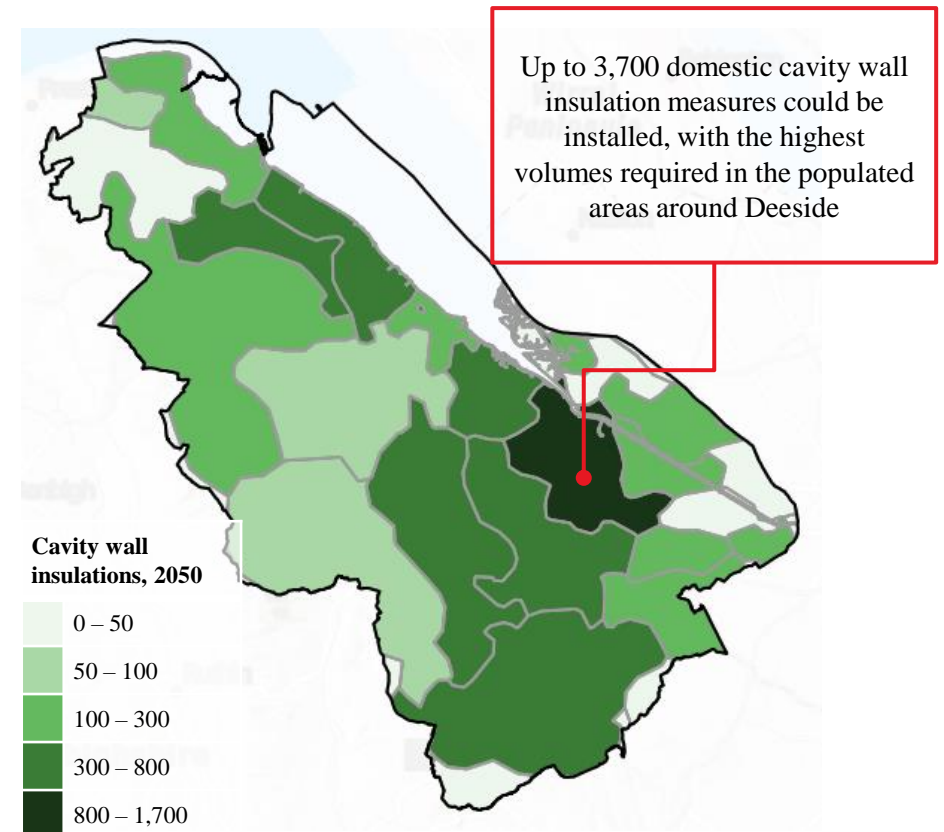 Up to 3,700 domestic cavity wall
insulation measures could be
installed, with the highest
volumes required in the populated
areas around Deeside
Cavity wall
insulations, 2050
0 – 50
50 – 100
100 – 300
300 – 800
800 – 1,700